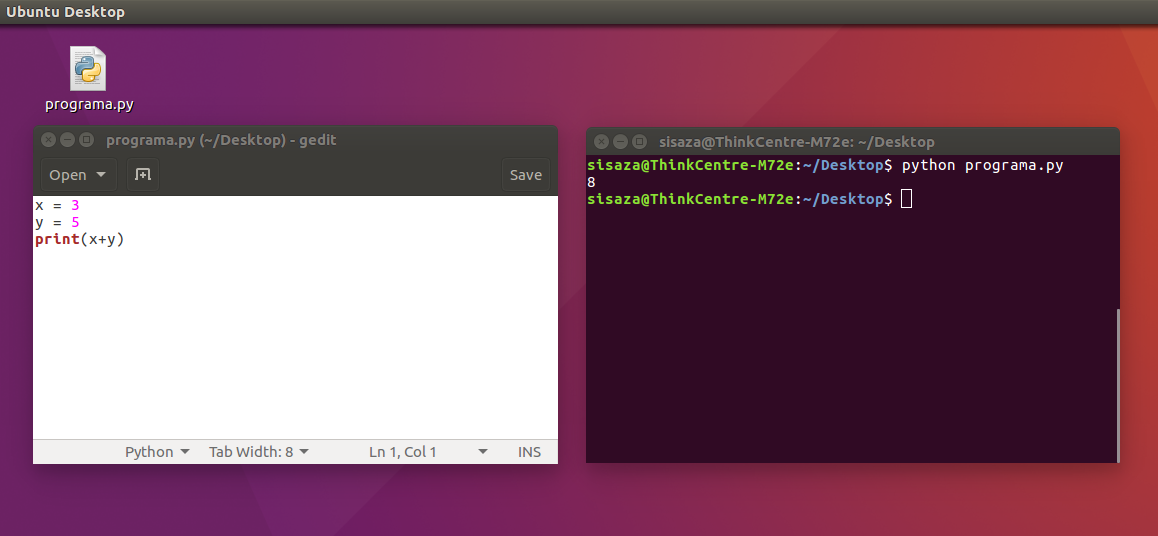 Ubuntu Desktop
programa.py
programa.py (~/Desktop) - gedit
Open
Save
x = 3
y = 5
print(x+y)
Python Tab Width: 8 Ln 1, Col 1 INS
sisaza@ThinkCentre-M72e: ~/Desktop
sisaza@ThinkCentre-M72e:~/Desktop$ python programa.py
8
sisaza@ThinkCentre-M72e:~/Desktop$